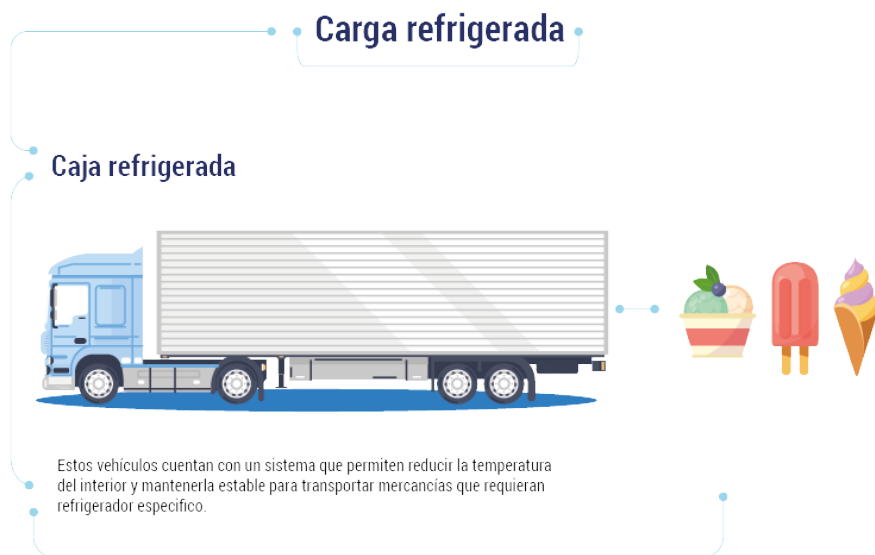 Carga refrigerada
Caja refrigerada
Estos vehículos cuentan con un sistema que permiten reducir la temperatura
del interior y mantenerla estable para transportar mercancías que requieran
refrigerador especifico.